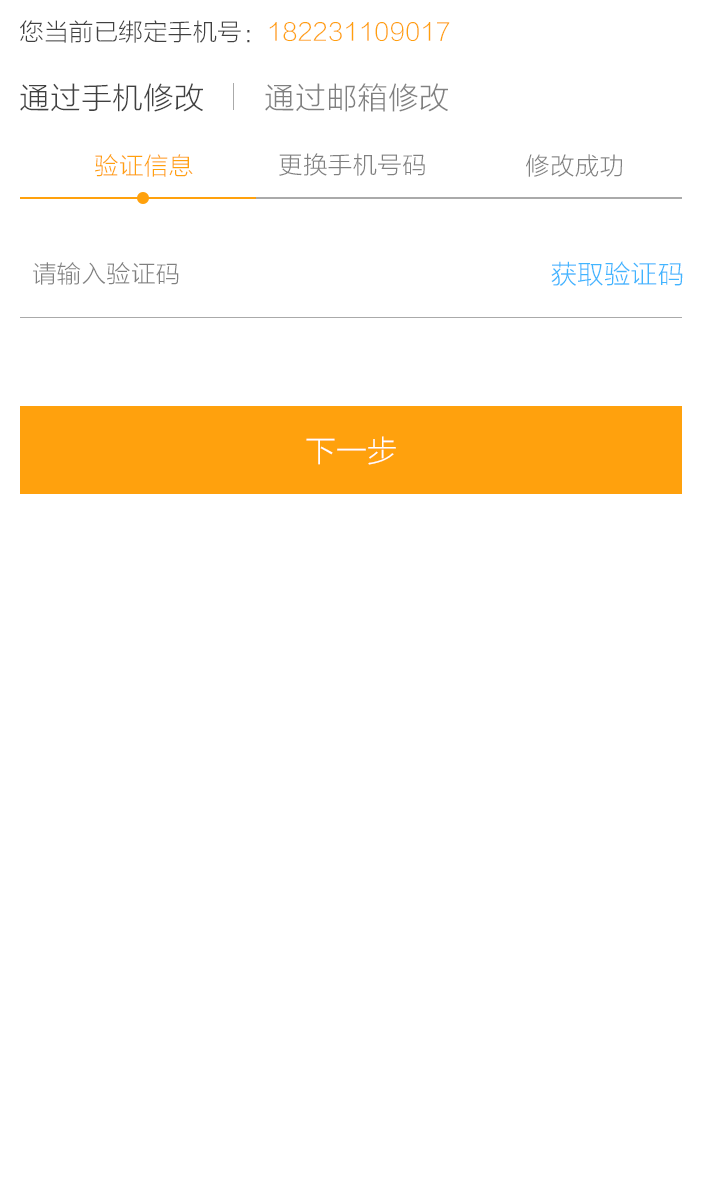 您当前已绑定手机号：182231109017
通过手机修改 | 通过邮箱修改
验证信息 更换手机号码 修改成功
请输入验证码 获取验证码
下一步